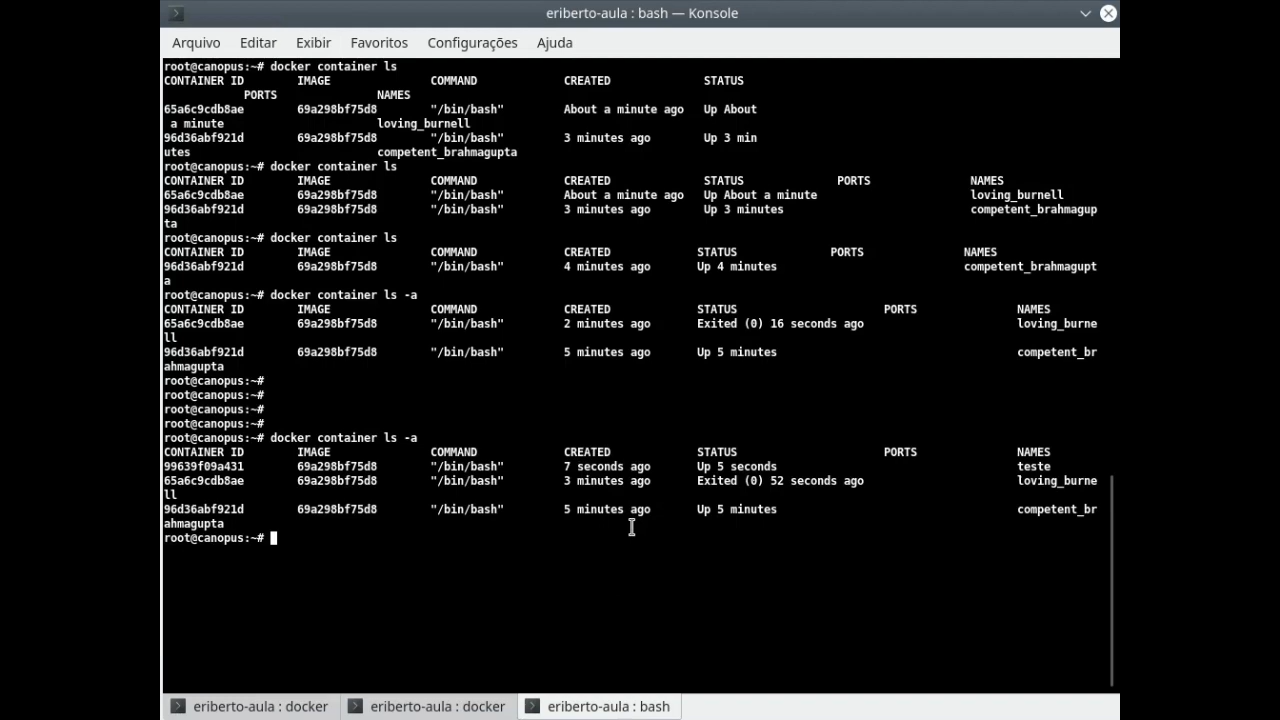 eriberto-aula : bash — Konsole
Arquivo Editar Exibir Favoritos Configurações Ajuda
root@canopus:~# docker container ls
CONTAINER ID        IMAGE               COMMAND             CREATED              STATUS
            PORTS               NAMES
65a6c9cdb8ae        69a298bf75d8        "/bin/bash"         About a minute ago   Up About
 a minute                       loving_burnell
96d36abf921d        69a298bf75d8        "/bin/bash"         3 minutes ago        Up 3 min
utes                            competent_brahmagupta
root@canopus:~# docker container ls
CONTAINER ID        IMAGE               COMMAND             CREATED              STATUS              PORTS               NAMES
65a6c9cdb8ae        69a298bf75d8        "/bin/bash"         About a minute ago   Up About a minute                       loving_burnell
96d36abf921d        69a298bf75d8        "/bin/bash"         3 minutes ago        Up 3 minutes                            competent_brahmagup
ta
root@canopus:~# docker container ls
CONTAINER ID        IMAGE               COMMAND             CREATED             STATUS              PORTS               NAMES
96d36abf921d        69a298bf75d8        "/bin/bash"         4 minutes ago       Up 4 minutes                            competent_brahmagupt
a
root@canopus:~# docker container ls -a
CONTAINER ID        IMAGE               COMMAND             CREATED             STATUS                      PORTS               NAMES
65a6c9cdb8ae        69a298bf75d8        "/bin/bash"         2 minutes ago       Exited (0) 16 seconds ago                       loving_burne
ll
96d36abf921d        69a298bf75d8        "/bin/bash"         5 minutes ago       Up 5 minutes                                    competent_br
ahmagupta
root@canopus:~#
root@canopus:~#
root@canopus:~#
root@canopus:~#
root@canopus:~# docker container ls -a
CONTAINER ID        IMAGE               COMMAND             CREATED             STATUS                      PORTS               NAMES
99639f09a431        69a298bf75d8        "/bin/bash"         7 seconds ago       Up 5 seconds                                    teste
65a6c9cdb8ae        69a298bf75d8        "/bin/bash"         3 minutes ago       Exited (0) 52 seconds ago                       loving_burne
ll
96d36abf921d        69a298bf75d8        "/bin/bash"         5 minutes ago       Up 5 minutes                                    competent_br
ahmagupta
root@canopus:~#
eriberto-aula : docker eriberto-aula : docker eriberto-aula : bash